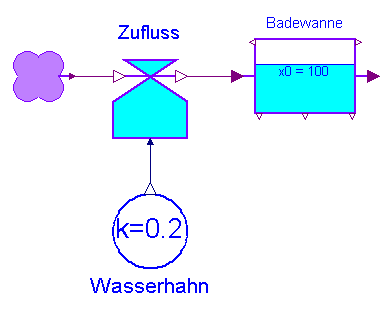 Zufluss
Badewanne
x0 = 100
k=0.2
Wasserhahn